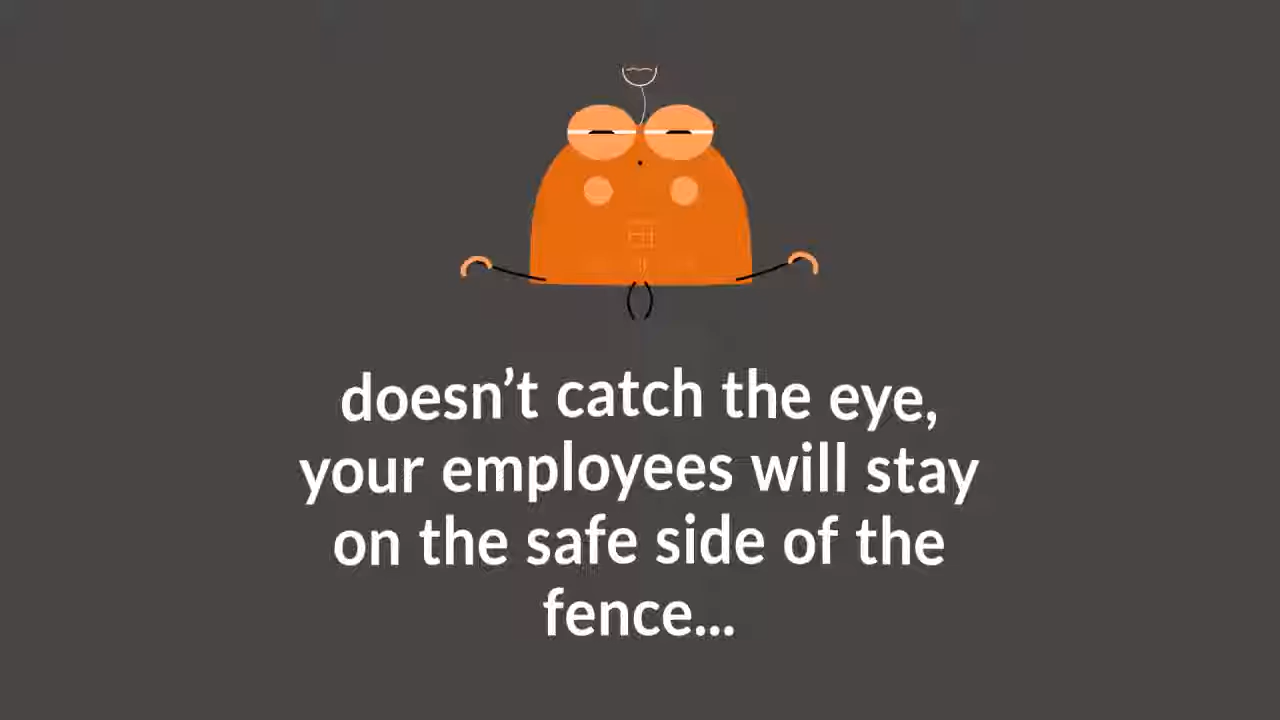 doesn’t catch the eye,
your employees will stay
on the safe side of the
fence...